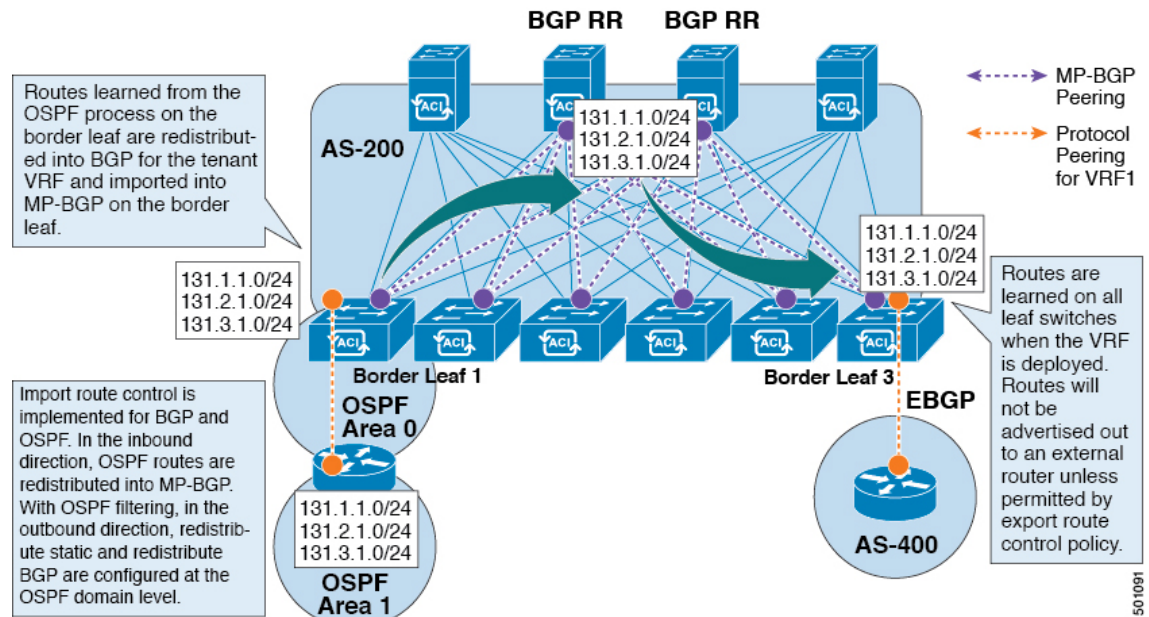 BGP RR
BGP RR
MP-BGP
Peering
Protocol
Peering
for VRF1
Routes learned from the
OSPF process on the
border leaf are redistribut-
ed into BGP for the tenant
VRF and imported into
MP-BGP on the border
leaf.
ACI
ACI
ACI
ACI
AS-200
131.1.1.0/24
131.2.1.0/24
131.3.1.0/24
131.1.1.0/24
131.2.1.0/24
131.3.1.0/24
131.1.1.0/24
131.2.1.0/24
131.3.1.0/24
Routes are
learned on all
leaf switches
when the VRF
is deployed.
Routes will
not be
advertised out
to an external
router unless
permitted by
export route
control policy.
ACI
ACI
ACI
ACI
ACI
ACI
Border Leaf 1
Border Leaf 3
Import route control is
implemented for BGP and
OSPF. In the inbound
direction, OSPF routes are
redistributed into MP-BGP.
With OSPF filtering, in the
outbound direction, redistrib-
ute static and redistribute
BGP are configured at the
OSPF domain level.
OSPF
Area 0
EBGP
131.1.1.0/24
131.2.1.0/24
131.3.1.0/24
OSPF
Area 1
AS-400
501091